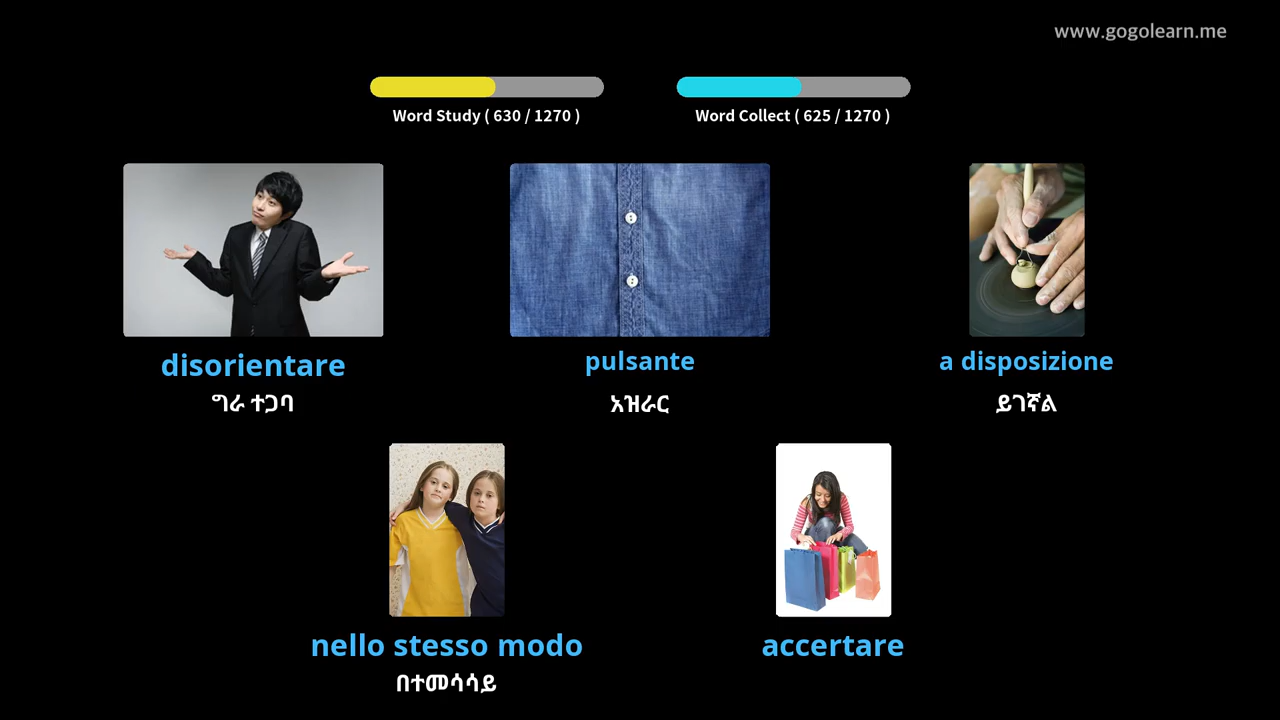 www.gogolearn.me
Word Study ( 630 / 1270 )
Word Collect ( 625 / 1270 )
disorientare
ግራ ተጋባ
pulsante
አዝራር
a disposizione
ይገኛል
nello stesso modo
በተመሳሳይ
accertare